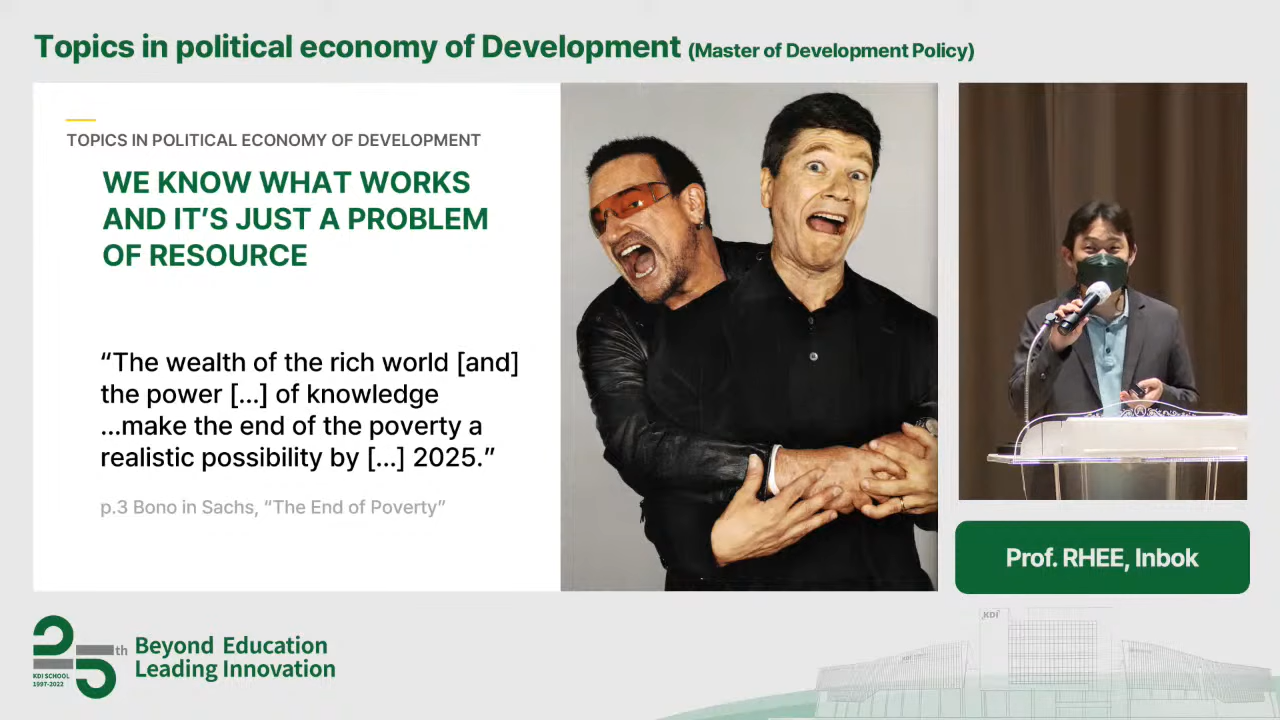 Topics in political economy of Development (Master of Development Policy)
TOPICS IN POLITICAL ECONOMY OF DEVELOPMENT
WE KNOW WHAT WORKS
AND IT’S JUST A PROBLEM
OF RESOURCE
“The wealth of the rich world [and]
the power [...] of knowledge
...make the end of the poverty a
realistic possibility by [...] 2025.”
p.3 Bono in Sachs, “The End of Poverty”
Prof. RHEE, Inbok
25th
KDI SCHOOL
1997-2022
Beyond Education
Leading Innovation
KDI